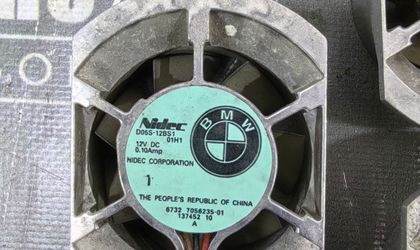 Nidec
D05S-12BS1
01H1
12V DC
0.10Amp
BMW
NIDEC CORPORATION
THE PEOPLE'S REPUBLIC OF CHINA
6732 7056235-01
137452 10
A